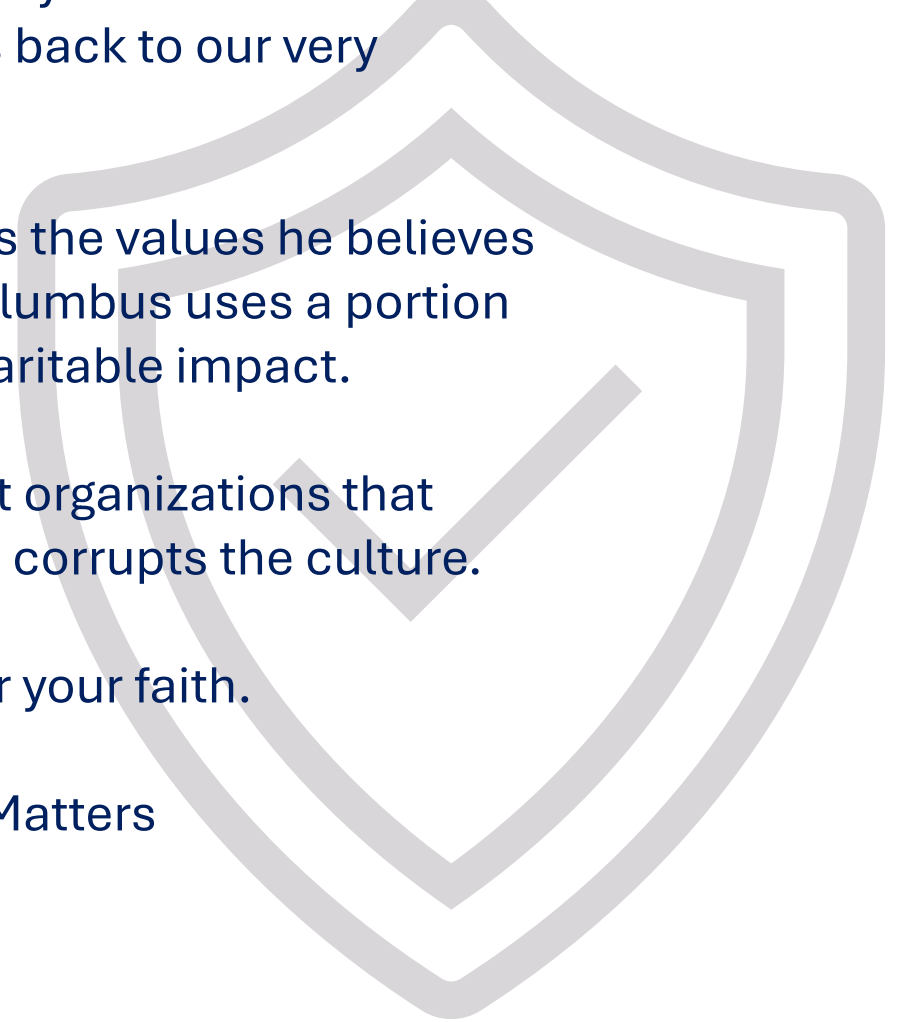 back to our very
s the values he believes
lumbus uses a portion
aritable impact.
t organizations that
corrupts the culture.
r your faith.
Matters